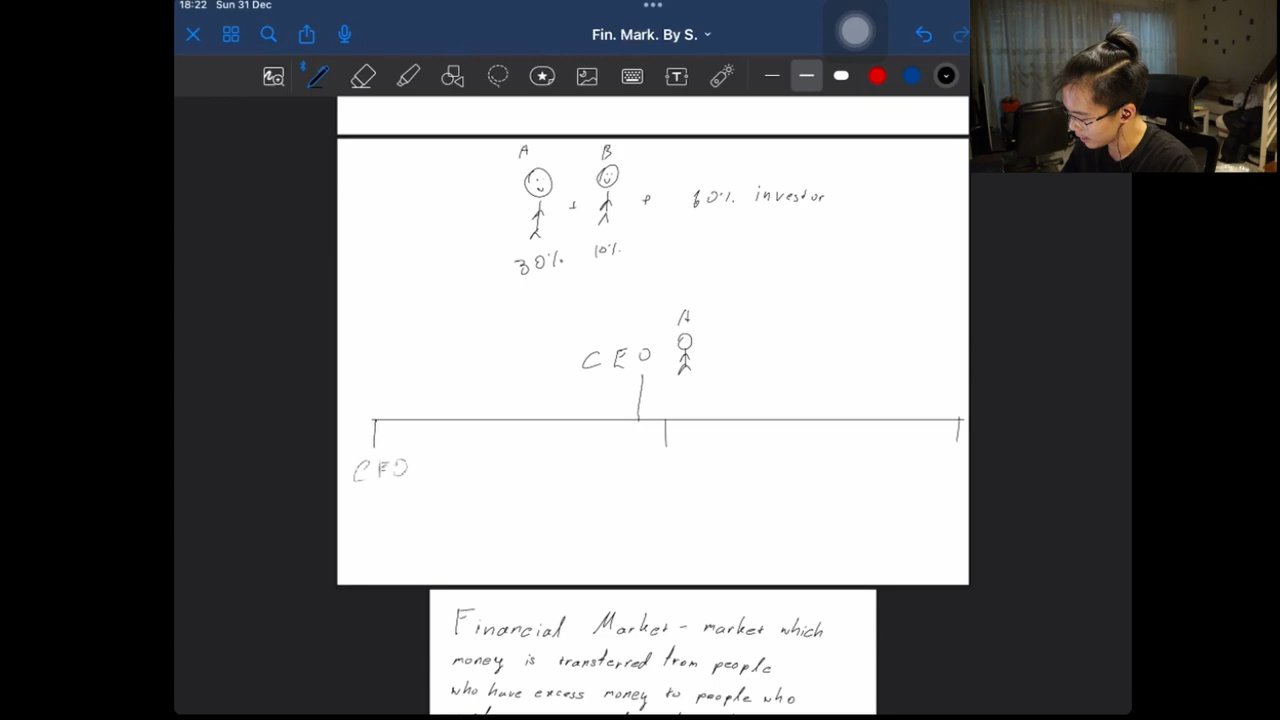 18:22 Sun 31 Dec
Fin. Mark. By S.
A B
+ + 60% investor
30% 10%
A
CEO
CFO
Financial Market - market which
money is transferred from people
who have excess money to people who